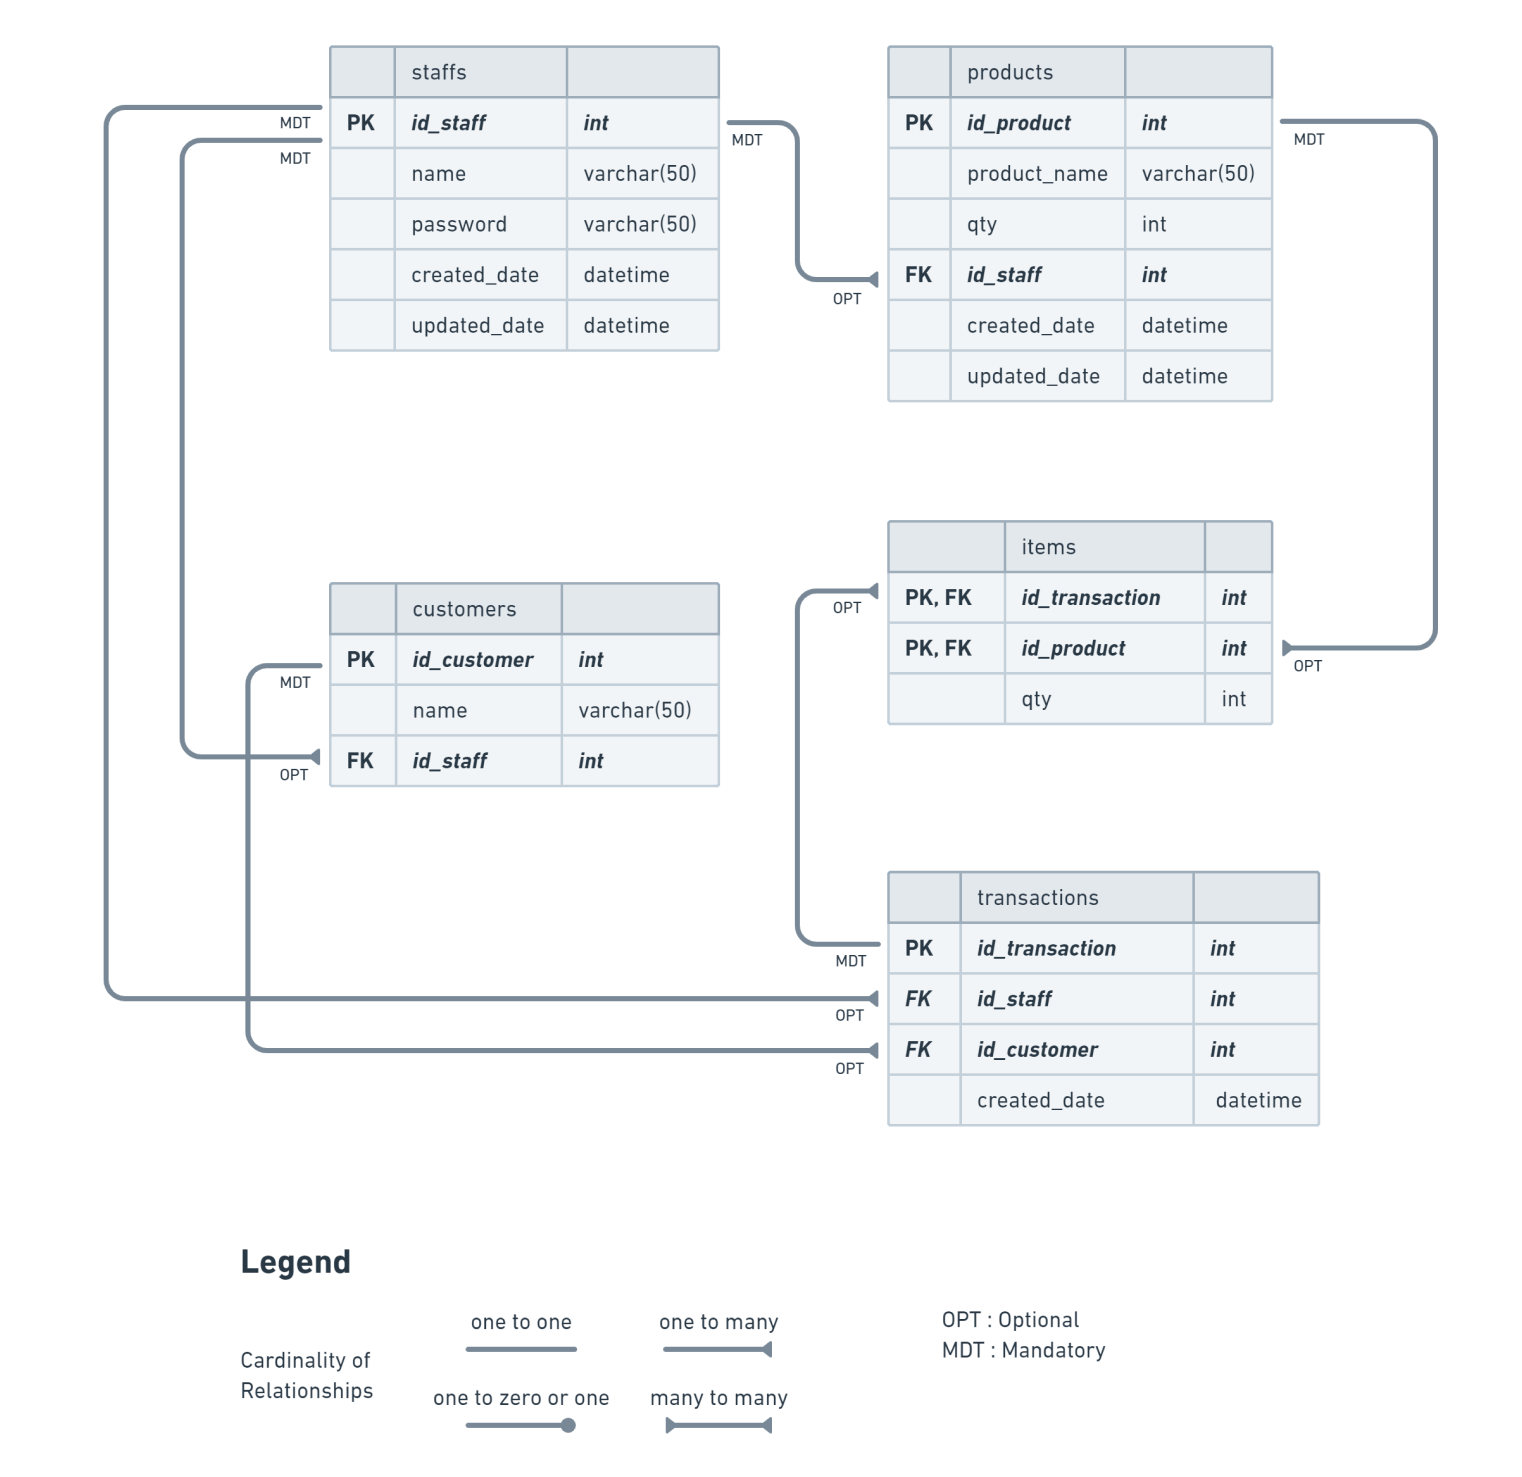 staffs
MDT
PK id_staff int
MDT
MDT
name varchar(50)
password varchar(50)
created_date datetime
updated_date datetime
products
PK id_product int
MDT
product_name varchar(50)
qty int
FK id_staff int
OPT
created_date datetime
updated_date datetime
customers
PK id_customer int
MDT
name varchar(50)
FK id_staff int
OPT
items
PK, FK id_transaction int
OPT
PK, FK id_product int
OPT
qty int
transactions
PK id_transaction int
MDT
FK id_staff int
OPT
FK id_customer int
OPT
created_date datetime
Legend
Cardinality of
Relationships
one to one
one to many
one to zero or one
many to many
OPT : Optional
MDT : Mandatory